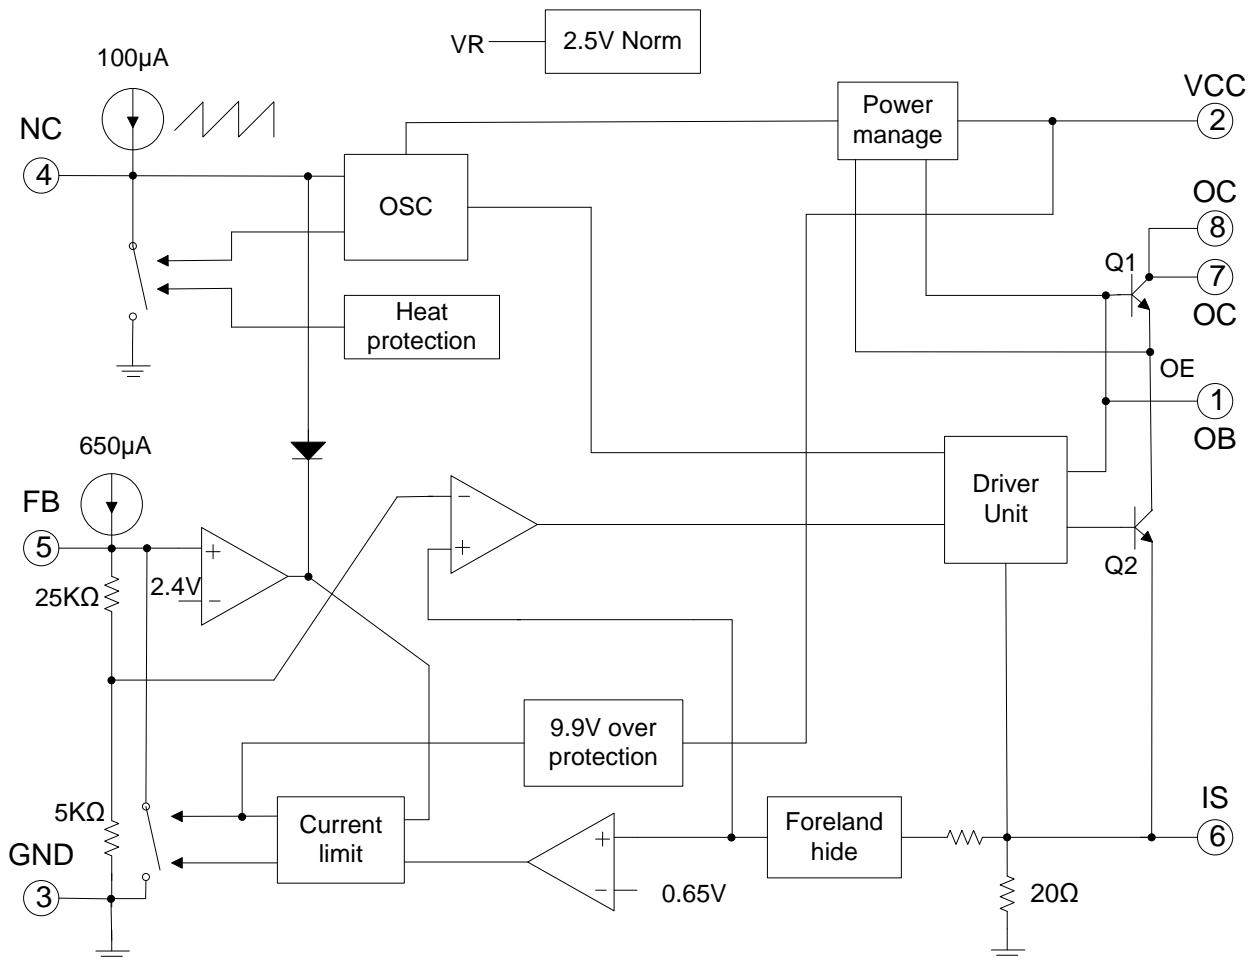 VR
2.5V Norm
100µA
NC
4
OSC
Power
manage
VCC
2
OC
8
Q1
7
OC
Heat
protection
OE
1
OB
650µA
FB
5
+
2.4V
−
25KΩ
−
+
Driver
Unit
Q2
9.9V over
protection
5KΩ
GND
3
Current
limit
+
−
0.65V
Foreland
hide
IS
6
20Ω